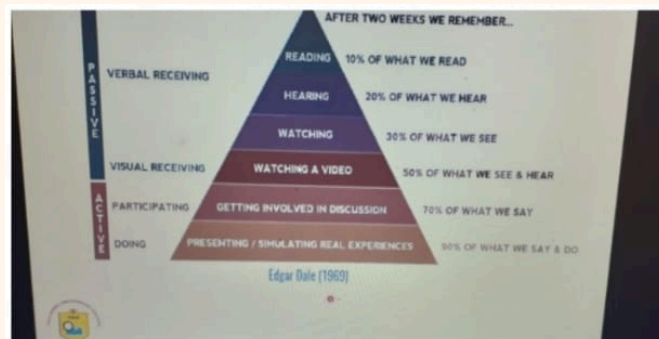 AFTER TWO WEEKS WE REMEMBER...
PASSIVE
VERBAL RECEIVING
READING 10% OF WHAT WE READ
HEARING 20% OF WHAT WE HEAR
WATCHING 30% OF WHAT WE SEE
VISUAL RECEIVING WATCHING A VIDEO 50% OF WHAT WE SEE & HEAR
ACTIVE
PARTICIPATING GETTING INVOLVED IN DISCUSSION 70% OF WHAT WE SAY
DOING PRESENTING / SIMULATING REAL EXPERIENCES 90% OF WHAT WE SAY & DO
Edgar Dale (1969)